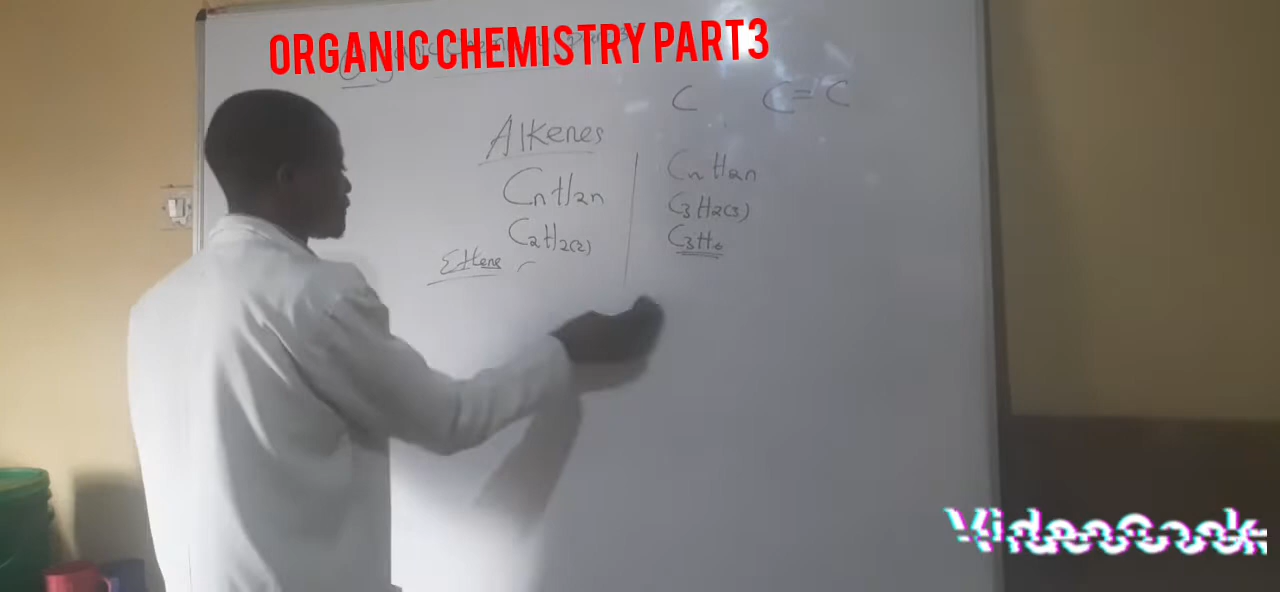 ORGANIC CHEMISTRY PART3
C C=C
Alkenes
CnH2n
C2H2(2)
Ethene C
CnH2n
C3H2(3)
C3H6
VideoCook